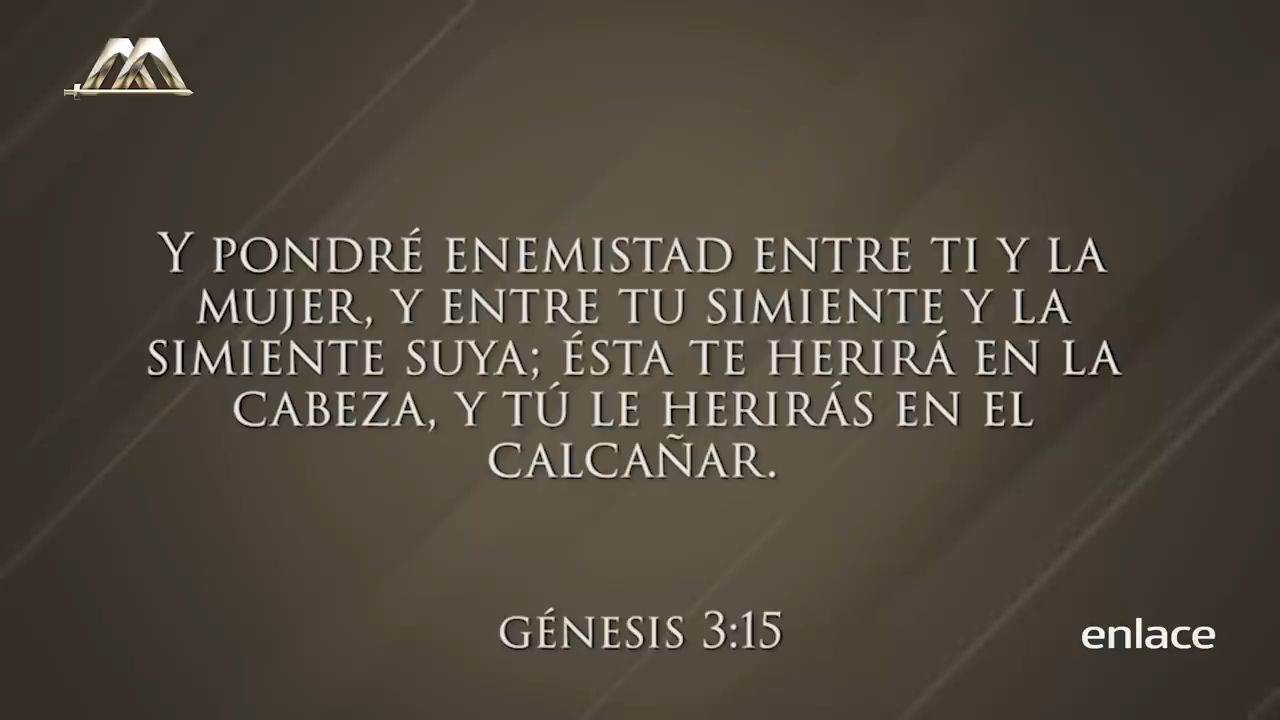 Y PONDRÉ ENEMISTAD ENTRE TI Y LA
MUJER, Y ENTRE TU SIMIENTE Y LA
SIMIENTE SUYA; ÉSTA TE HERIRÁ EN LA
CABEZA, Y TÚ LE HERIRÁS EN EL
CALCAÑAR.
GÉNESIS 3:15
enlace